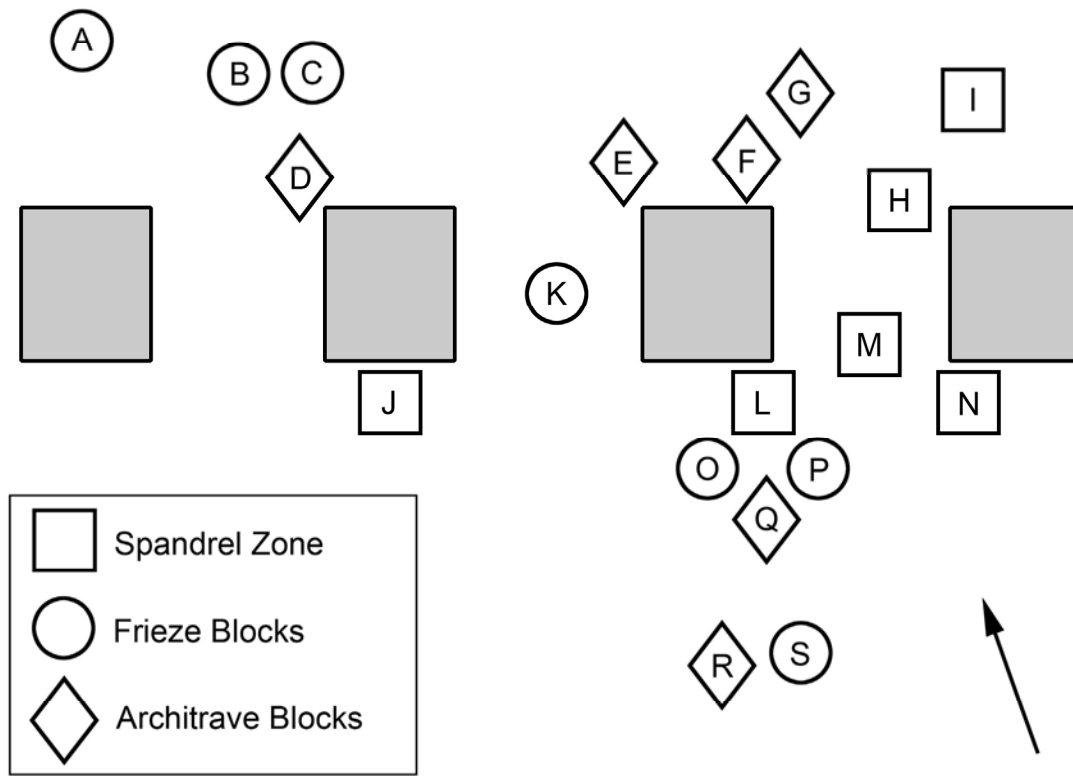 A
B C
G
I
E F
D
H
K
M
J
L
N
O P
Q
S
R
Spandrel Zone
Frieze Blocks
Architrave Blocks